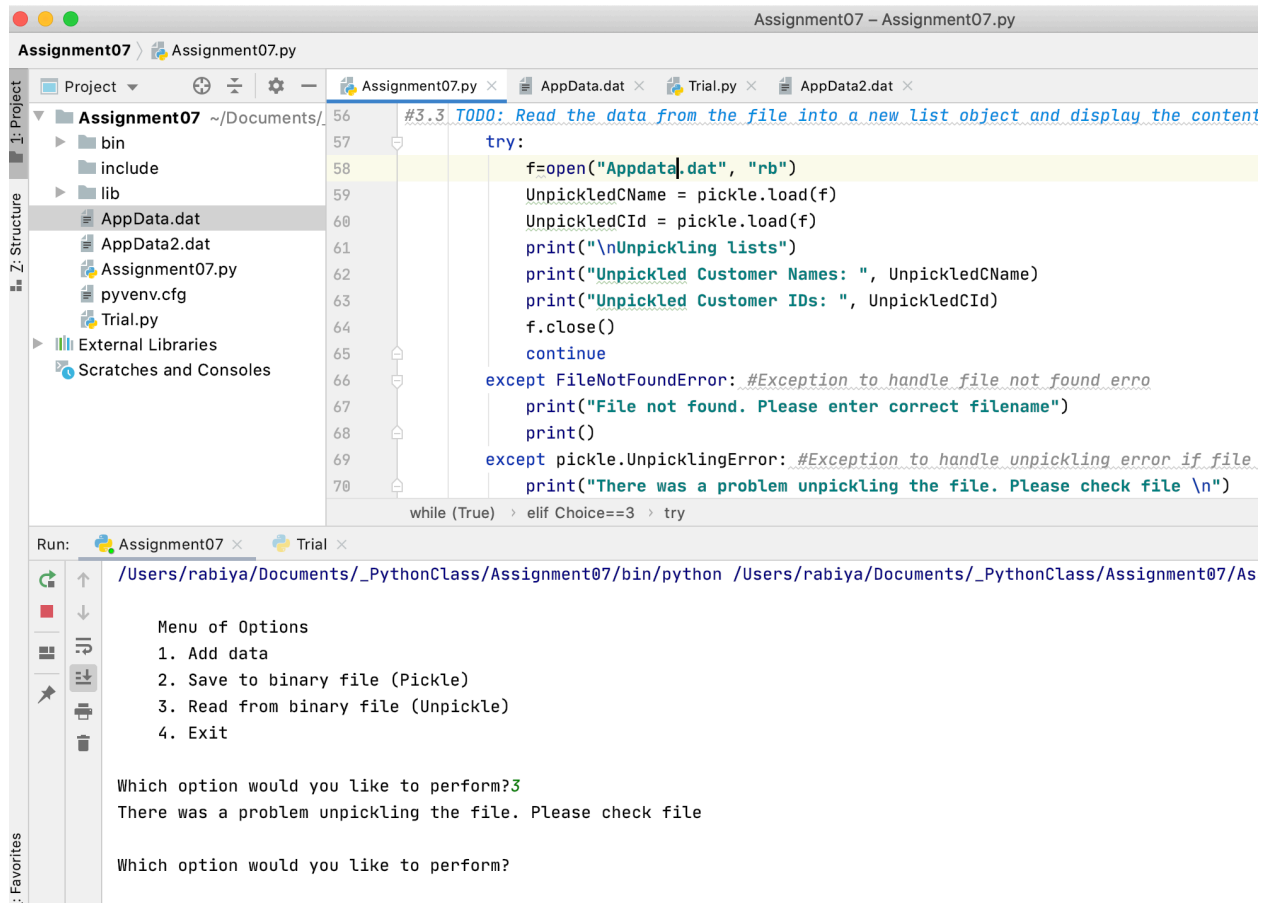 Assignment07 – Assignment07.py
Assignment07 〉 Assignment07.py
1: Project
Project
Assignment07.py ×
AppData.dat ×
Trial.py ×
AppData2.dat ×
Assignment07 ~/Documents/_
bin
include
lib
AppData.dat
AppData2.dat
Assignment07.py
pyvenv.cfg
Trial.py
External Libraries
Scratches and Consoles
Z: Structure
56 #3.3 TODO: Read the data from the file into a new list object and display the content
57 try:
58 f=open("Appdata.dat", "rb")
59 UnpickledCName = pickle.load(f)
60 UnpickledCId = pickle.load(f)
61 print("\nUnpickling lists")
62 print("Unpickled Customer Names: ", UnpickledCName)
63 print("Unpickled Customer IDs: ", UnpickledCId)
64 f.close()
65 continue
66 except FileNotFoundError: #Exception to handle file not found erro
67 print("File not found. Please enter correct filename")
68 print()
69 except pickle.UnpicklingError: #Exception to handle unpickling error if file
70 print("There was a problem unpickling the file. Please check file \n")
while (True) › elif Choice==3 › try
Run: Assignment07 × Trial ×
/Users/rabiya/Documents/_PythonClass/Assignment07/bin/python /Users/rabiya/Documents/_PythonClass/Assignment07/As
Menu of Options
1. Add data
2. Save to binary file (Pickle)
3. Read from binary file (Unpickle)
4. Exit
Which option would you like to perform?3
There was a problem unpickling the file. Please check file
Which option would you like to perform?
: Favorites